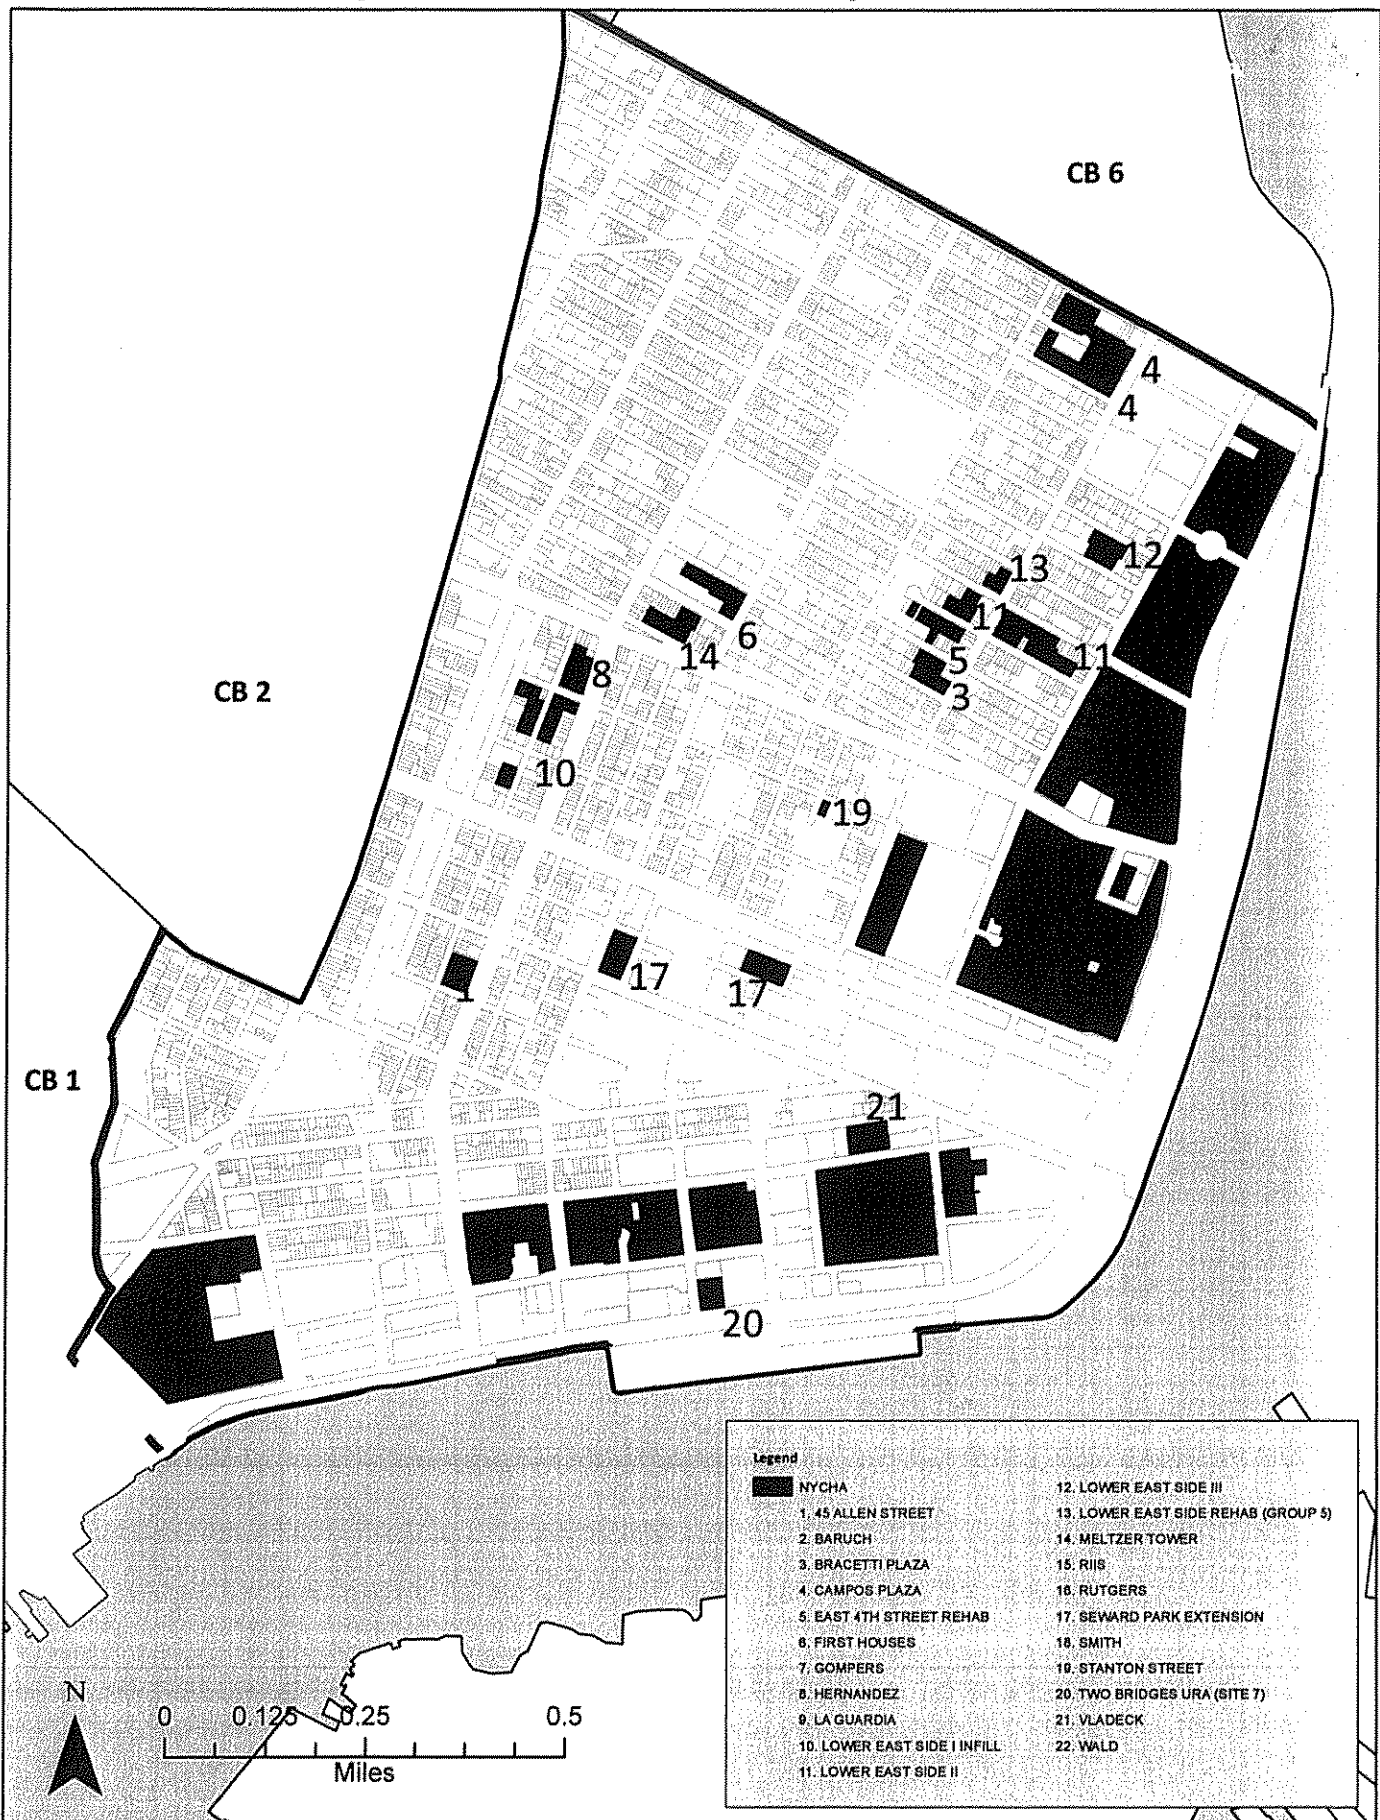 CB 6
4
4
12
13
11
6
14
5
11
8
3
CB 2
10
19
17
17
1
CB 1
21
20
Legend
NYCHA
1. 45 ALLEN STREET
2. BARUCH
3. BRACETTI PLAZA
4. CAMPOS PLAZA
5. EAST 4TH STREET REHAB
6. FIRST HOUSES
7. GOMPERS
8. HERNANDEZ
9. LA GUARDIA
10. LOWER EAST SIDE I INFILL
11. LOWER EAST SIDE II
12. LOWER EAST SIDE III
13. LOWER EAST SIDE REHAB (GROUP 5)
14. MELTZER TOWER
15. RIIS
16. RUTGERS
17. SEWARD PARK EXTENSION
18. SMITH
19. STANTON STREET
20. TWO BRIDGES URA (SITE 7)
21. VLADECK
22. WALD
N
0 0.125 0.25 0.5
Miles